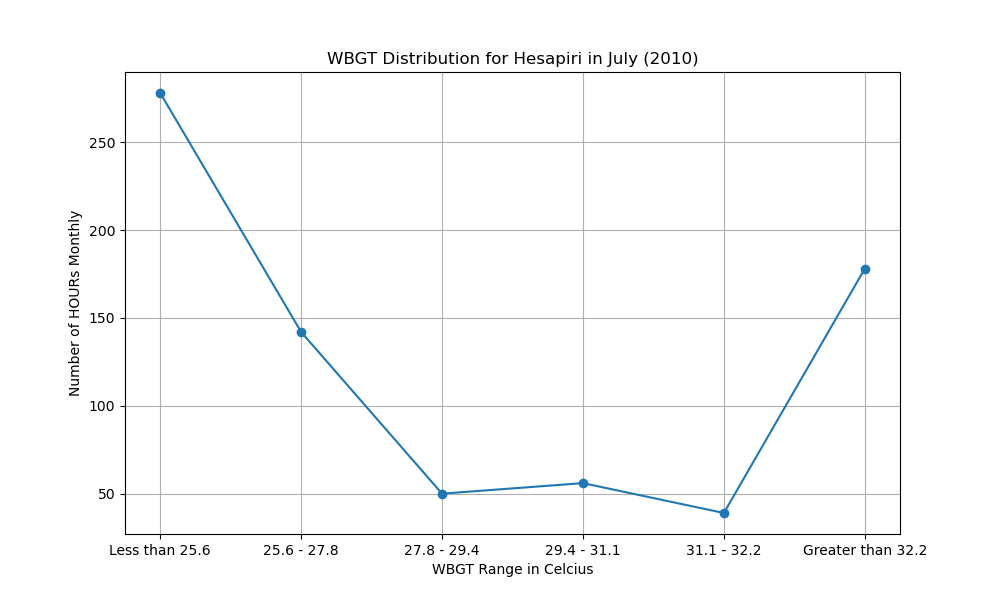 WBGT Distribution for Hesapiri in July (2010)
Number of HOURs Monthly
250
200
150
100
50
Less than 25.6
25.6 - 27.8
27.8 - 29.4
29.4 - 31.1
31.1 - 32.2
Greater than 32.2
WBGT Range in Celcius